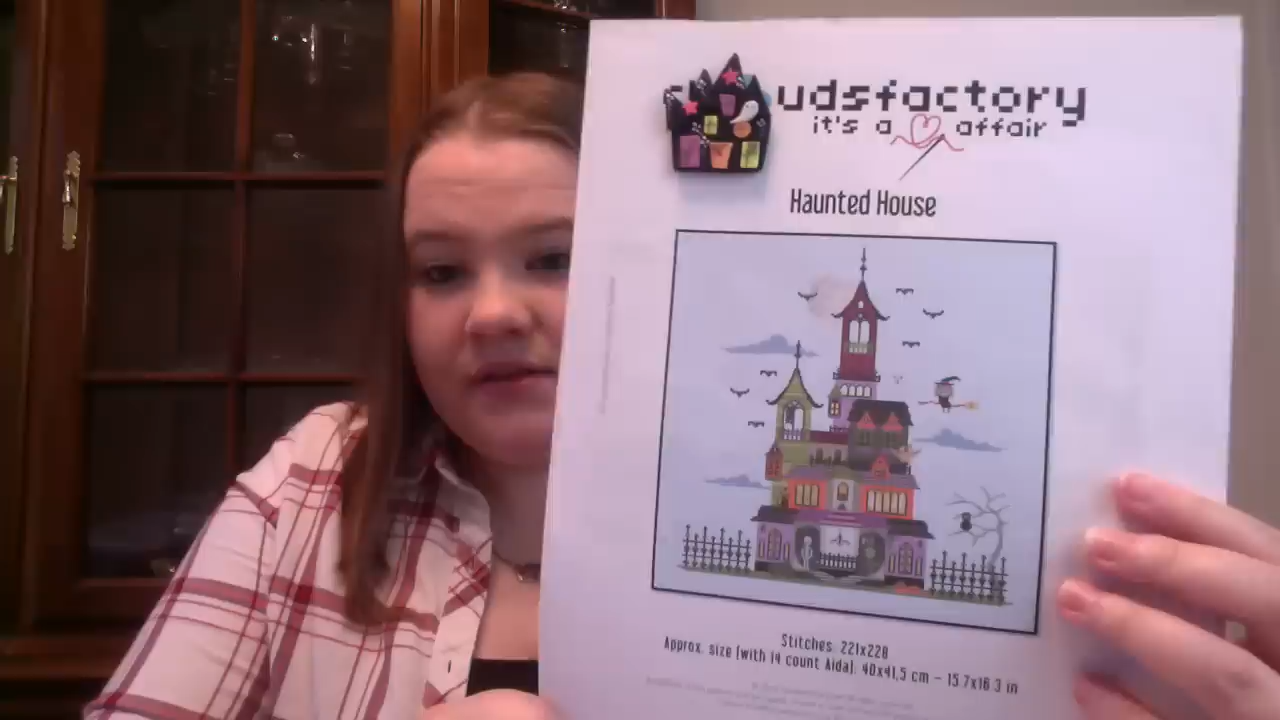 udsfactory
it's a affair
Haunted House
Stitches: 221x228
Approx. size (with 14 count Aida): 40x41,5 cm - 15.7x16.3 in